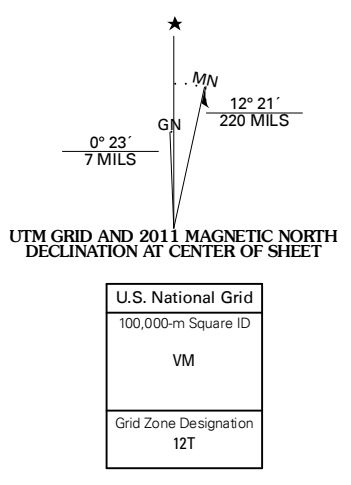 MN
12° 21´
220 MILS
GN
0° 23´
7 MILS
UTM GRID AND 2011 MAGNETIC NORTH
DECLINATION AT CENTER OF SHEET
U.S. National Grid
100,000-m Square ID
VM
Grid Zone Designation
12T